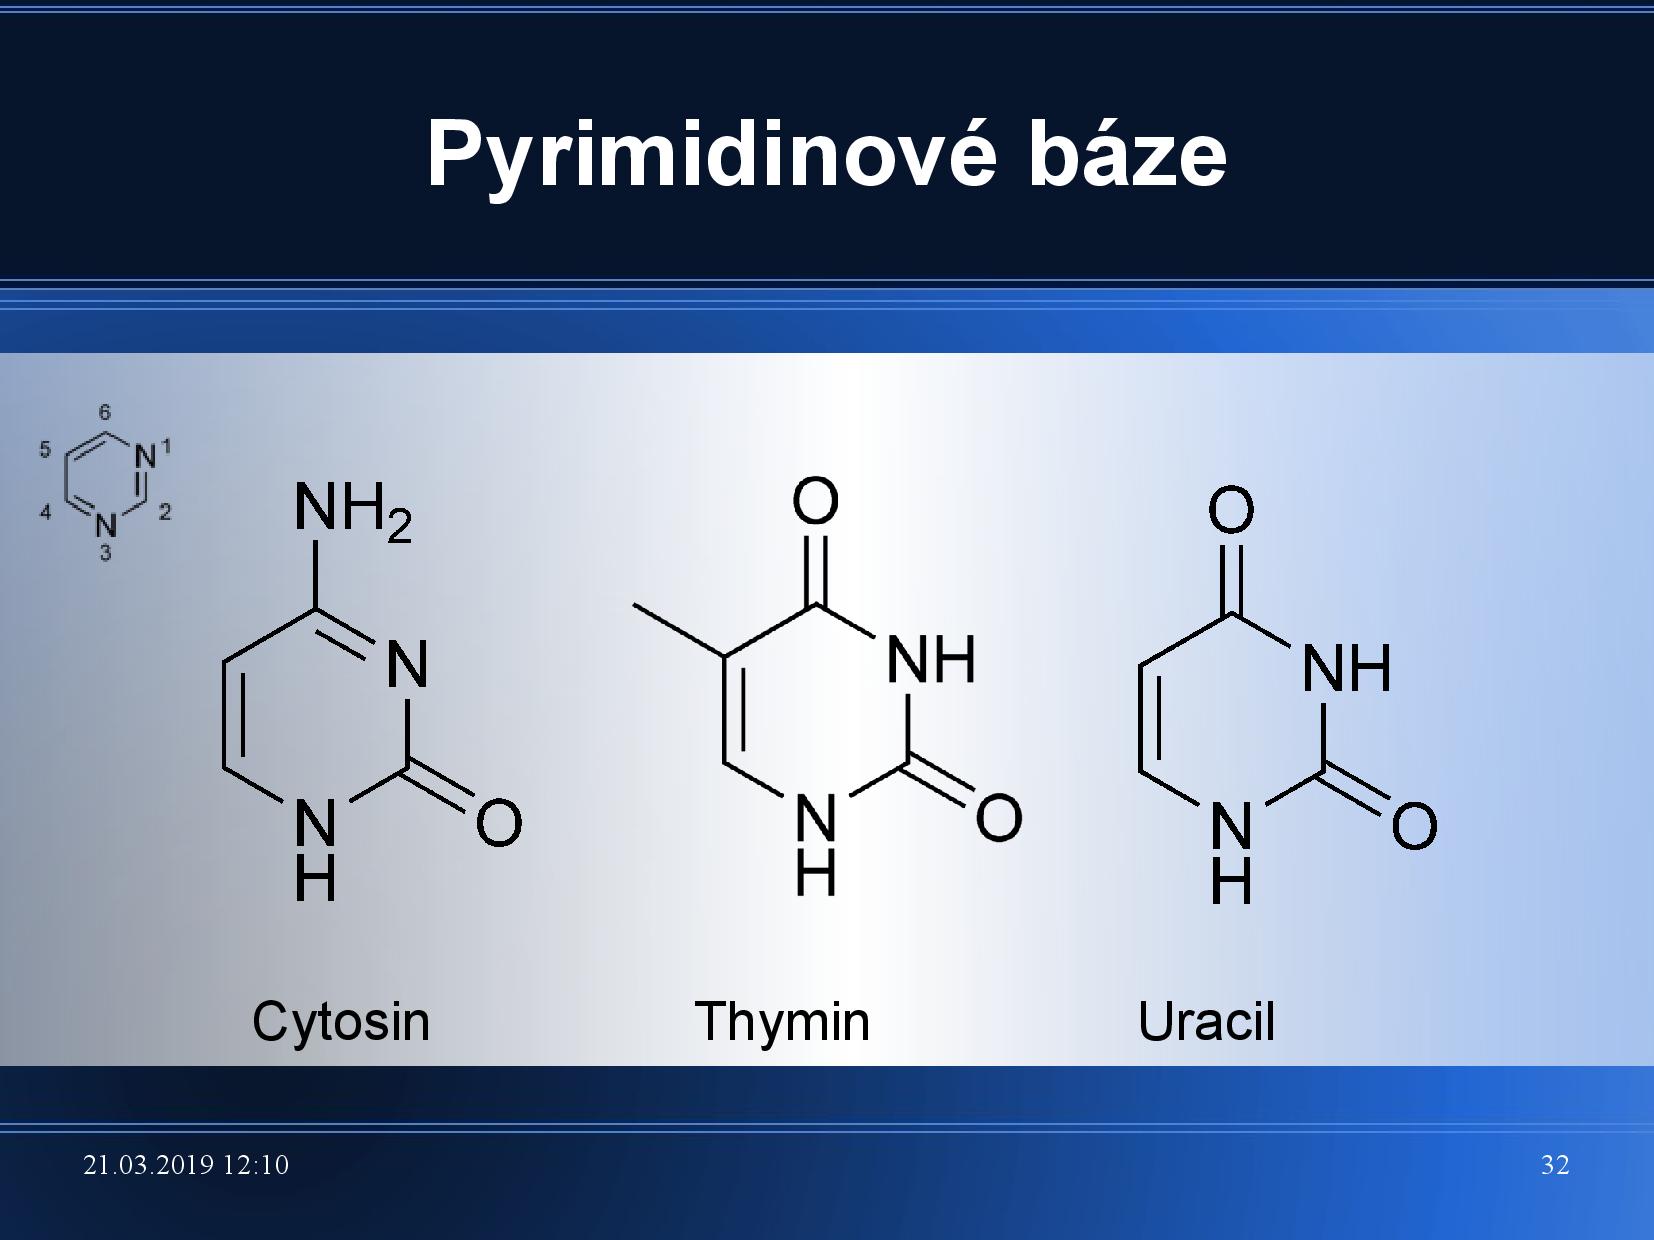 Pyrimidinové báze
6
5
N 1
4
2
N
3
NH2
O
O
N
NH
NH
N
H
O
N
H
O
N
H
O
Cytosin
Thymin
Uracil
21.03.2019 12:10
32